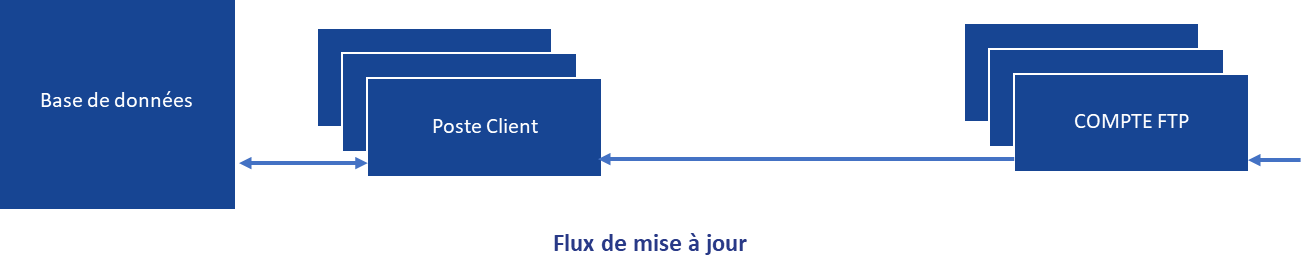 Base de données
Poste Client
COMPTE FTP
Flux de mise à jour